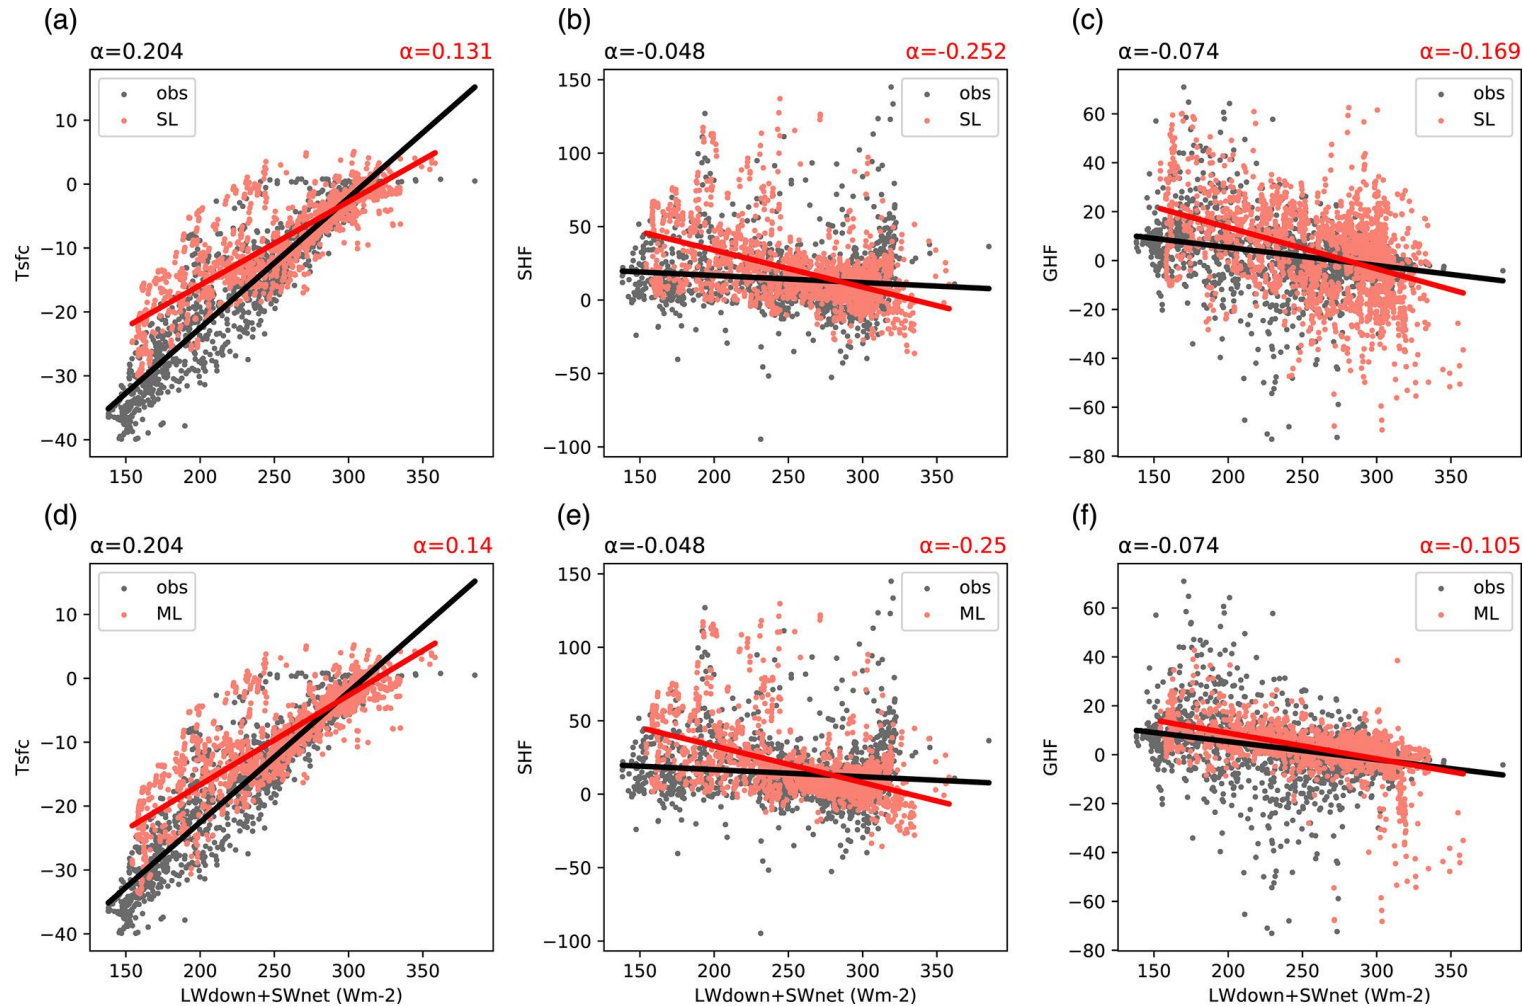 (a)
α=0.204 α=0.131
obs
SL
10
0
−10
−20
−30
−40
Tsfc
150 200 250 300 350
(b)
α=-0.048 α=-0.252
obs
SL
150
100
50
0
−50
−100
SHF
150 200 250 300 350
(c)
α=-0.074 α=-0.169
obs
SL
60
40
20
0
−20
−40
−60
−80
GHF
150 200 250 300 350
(d)
α=0.204 α=0.14
obs
ML
10
0
−10
−20
−30
−40
Tsfc
150 200 250 300 350
LWdown+SWnet (Wm-2)
(e)
α=-0.048 α=-0.25
obs
ML
150
100
50
0
−50
−100
SHF
150 200 250 300 350
LWdown+SWnet (Wm-2)
(f)
α=-0.074 α=-0.105
obs
ML
60
40
20
0
−20
−40
−60
−80
GHF
150 200 250 300 350
LWdown+SWnet (Wm-2)